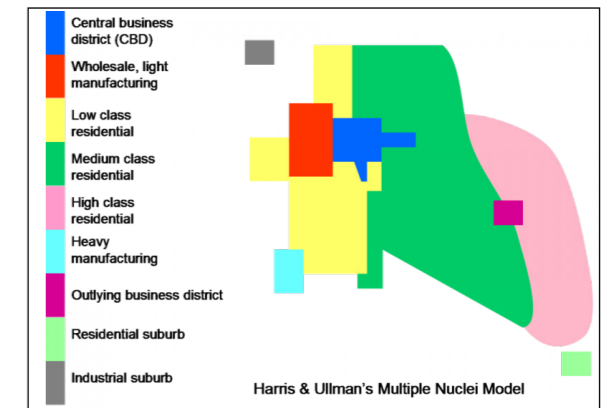 Central business
district (CBD)
Wholesale, light
manufacturing
Low class
residential
Medium class
residential
High class
residential
Heavy
manufacturing
Outlying business district
Residential suburb
Industrial suburb
Harris & Ullman's Multiple Nuclei Model